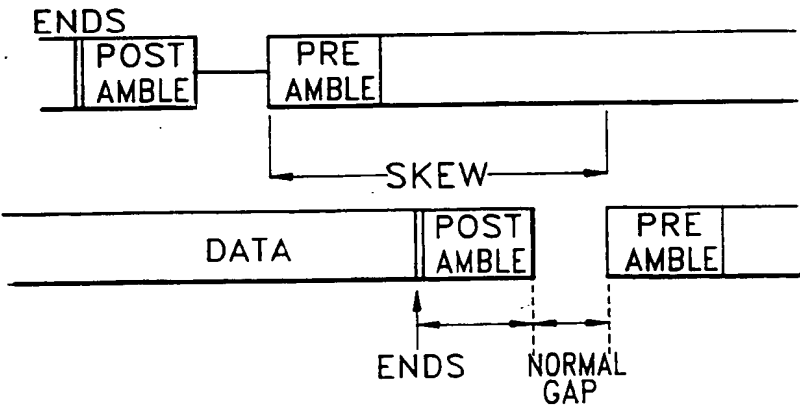 ENDS
POST
AMBLE
PRE
AMBLE
SKEW
DATA
POST
AMBLE
PRE
AMBLE
ENDS
NORMAL
GAP